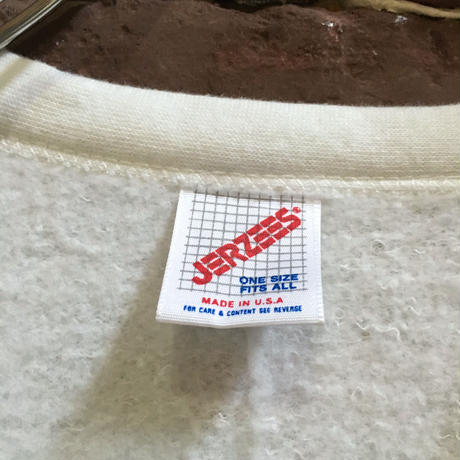 JERZEES®
ONE SIZE
FITS ALL
MADE IN U.S.A
FOR CARE & CONTENT SEE REVERSE